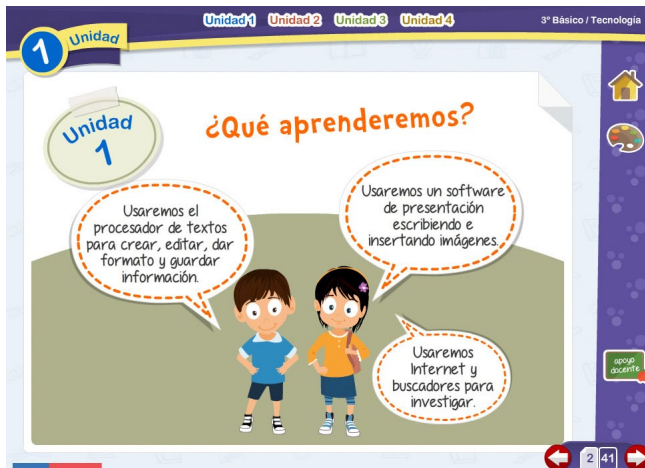 Unidad 1 Unidad 2 Unidad 3 Unidad 4
3º Básico / Tecnología
1 Unidad
Unidad
1
¿Qué aprenderemos?
Usaremos el
procesador de textos
para crear, editar, dar
formato y guardar
información.
Usaremos un software
de presentación
escribiendo e
insertando imágenes.
Usaremos
Internet y
buscadores para
investigar.
apoyo
docente
2 41